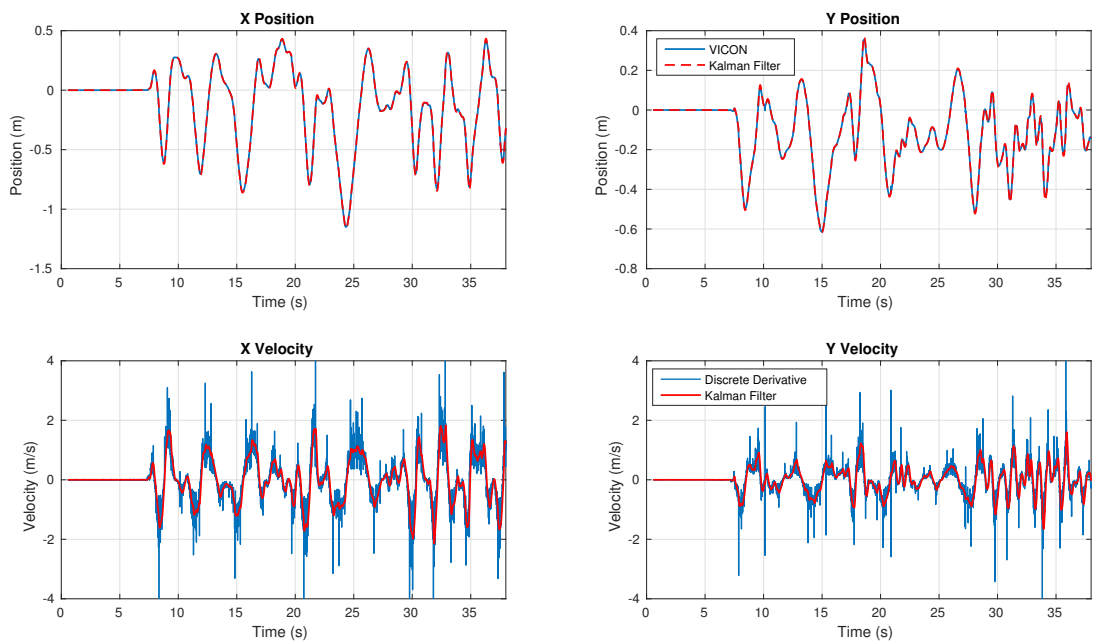 X Position
0.5
0
-0.5
-1
-1.5
Position (m)
0 5 10 15 20 25 30 35
Time (s)
Y Position
VICON
Kalman Filter
0.4
0.2
0
-0.2
-0.4
-0.6
-0.8
Position (m)
0 5 10 15 20 25 30 35
Time (s)
X Velocity
4
2
0
-2
-4
Velocity (m/s)
0 5 10 15 20 25 30 35
Time (s)
Y Velocity
Discrete Derivative
Kalman Filter
4
2
0
-2
-4
Velocity (m/s)
0 5 10 15 20 25 30 35
Time (s)